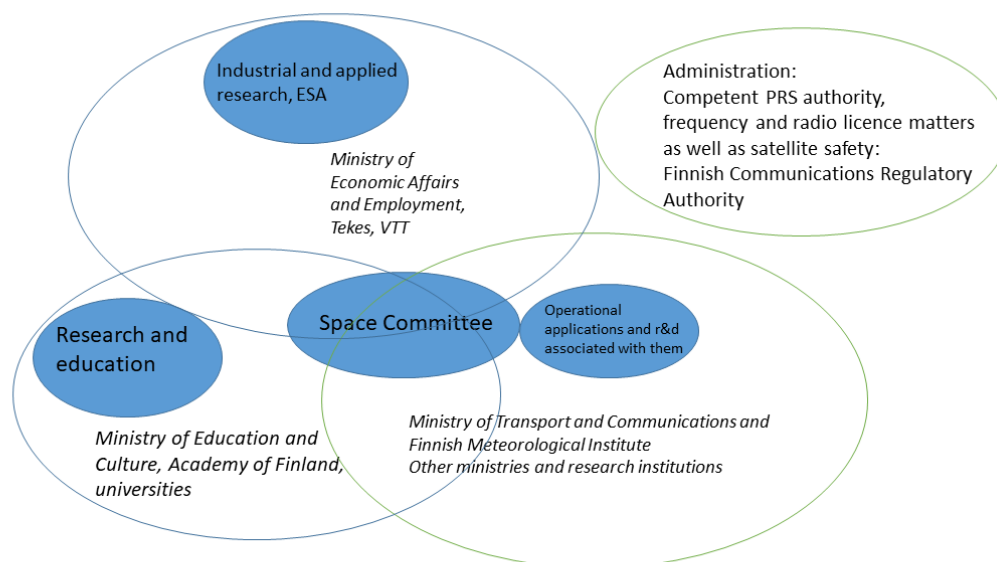 Industrial and applied
research, ESA
Ministry of
Economic Affairs
and Employment,
Tekes, VTT
Administration:
Competent PRS authority,
frequency and radio licence matters
as well as satellite safety:
Finnish Communications Regulatory
Authority
Research and
education
Space Committee
Operational
applications and r&d
associated with them
Ministry of Education and
Culture, Academy of Finland,
universities
Ministry of Transport and Communications and
Finnish Meteorological Institute
Other ministries and research institutions